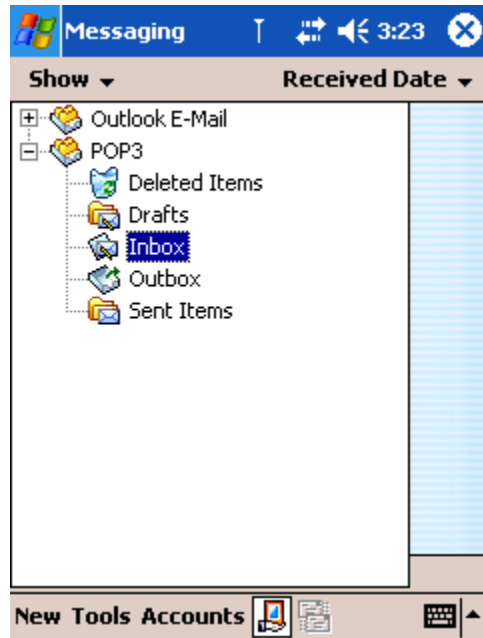 Messaging 3:23
Show Received Date
Outlook E-Mail
POP3
Deleted Items
Drafts
Inbox
Outbox
Sent Items
New Tools Accounts